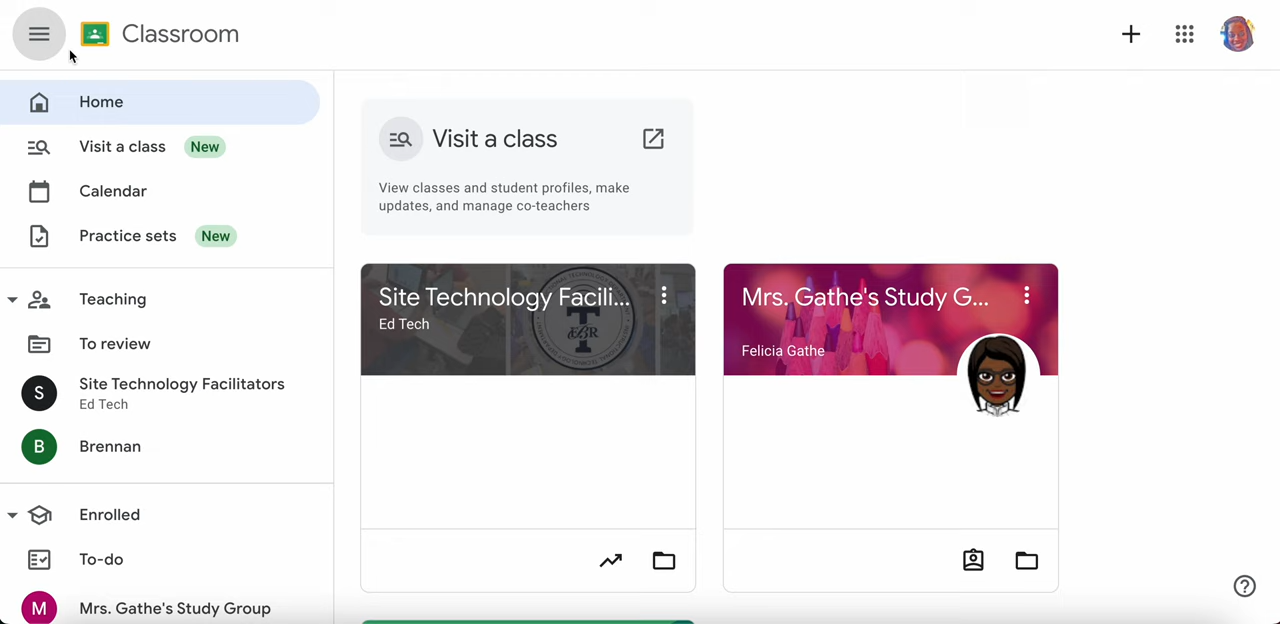 Classroom
Home
Visit a class New
Calendar
Practice sets New
Teaching
To review
S Site Technology Facilitators
Ed Tech
B Brennan
Enrolled
To-do
M Mrs. Gathe's Study Group
Visit a class
View classes and student profiles, make
updates, and manage co-teachers
Site Technology Facili...
Ed Tech
T
EBR
Mrs. Gathe's Study G...
Felicia Gathe